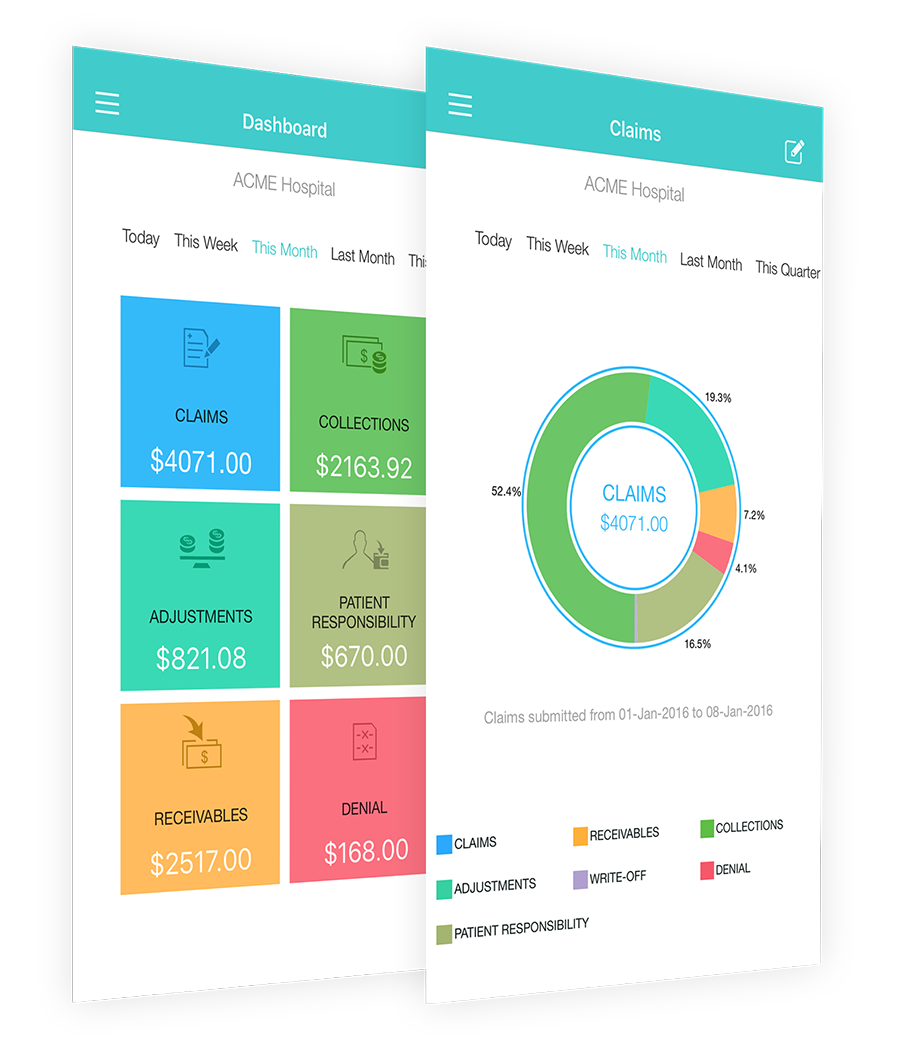 Dashboard
ACME Hospital
Today This Week This Month Last Month This
CLAIMS
$4071.00
COLLECTIONS
$2163.92
ADJUSTMENTS
$821.08
PATIENT
RESPONSIBILITY
$670.00
RECEIVABLES
$2517.00
DENIAL
$168.00
Claims
ACME Hospital
Today This Week This Month Last Month This Quarter
19.3%
52.4%
7.2%
4.1%
16.5%
CLAIMS
$4071.00
Claims submitted from 01-Jan-2016 to 08-Jan-2016
CLAIMS RECEIVABLES COLLECTIONS
ADJUSTMENTS WRITE-OFF DENIAL
PATIENT RESPONSIBILITY